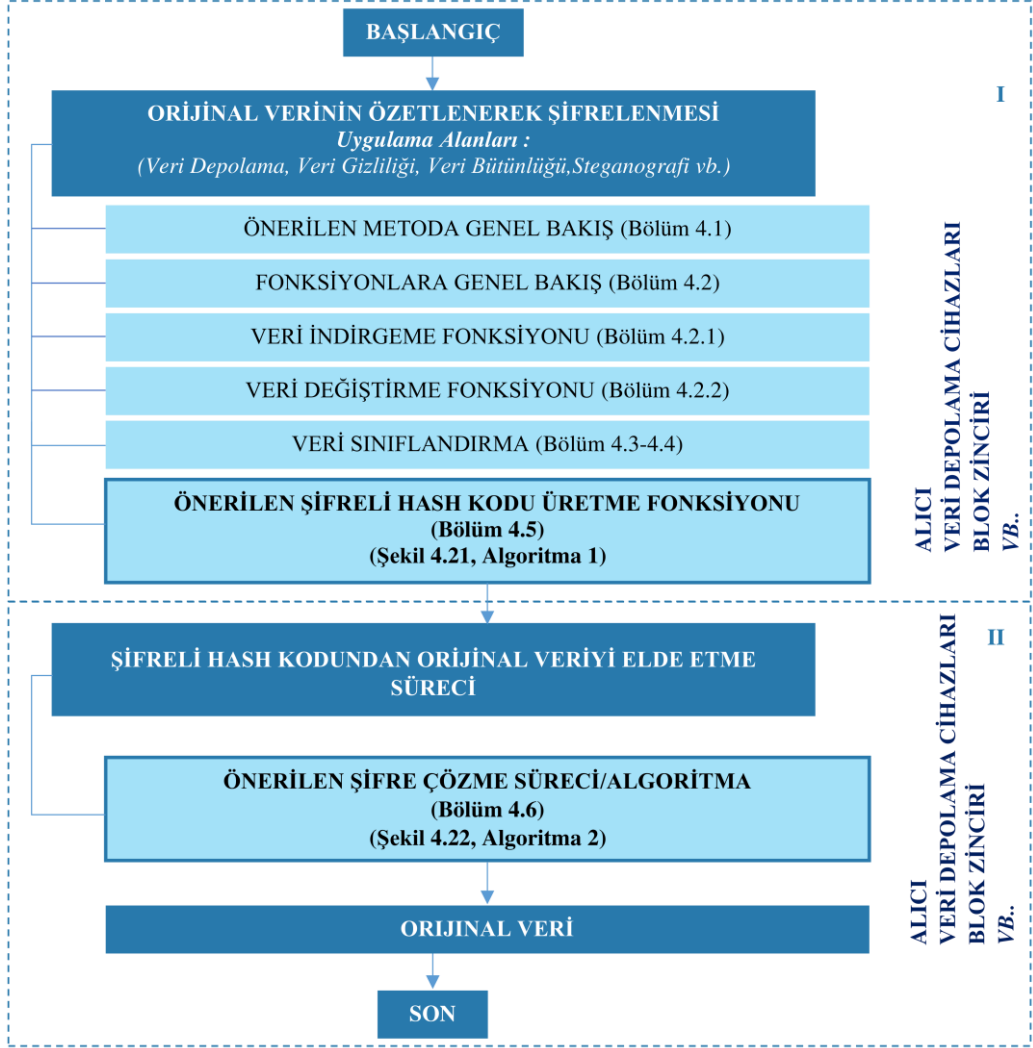 BAŞLANGIÇ
I
ORİJİNAL VERİNİN ÖZETLENEREK ŞİFRELENMESİ
Uygulama Alanları :
(Veri Depolama, Veri Gizliliği, Veri Bütünlüğü,Steganografi vb.)
ÖNERİLEN METODA GENEL BAKIŞ (Bölüm 4.1)
FONKSİYONLARA GENEL BAKIŞ (Bölüm 4.2)
VERİ İNDİRGEME FONKSİYONU (Bölüm 4.2.1)
VERİ DEĞİŞTİRME FONKSİYONU (Bölüm 4.2.2)
VERİ SINIFLANDIRMA (Bölüm 4.3-4.4)
ÖNERİLEN ŞİFRELİ HASH KODU ÜRETME FONKSİYONU
(Bölüm 4.5)
(Şekil 4.21, Algoritma 1)
ALICI
VERİ DEPOLAMA CİHAZLARI
BLOK ZİNCİRİ
VB..
II
ŞİFRELİ HASH KODUNDAN ORİJİNAL VERİYİ ELDE ETME
SÜRECİ
ÖNERİLEN ŞİFRE ÇÖZME SÜRECİ/ALGORİTMA
(Bölüm 4.6)
(Şekil 4.22, Algoritma 2)
ORIJINAL VERİ
SON
ALICI
VERİ DEPOLAMA CİHAZLARI
BLOK ZİNCİRİ
VB..